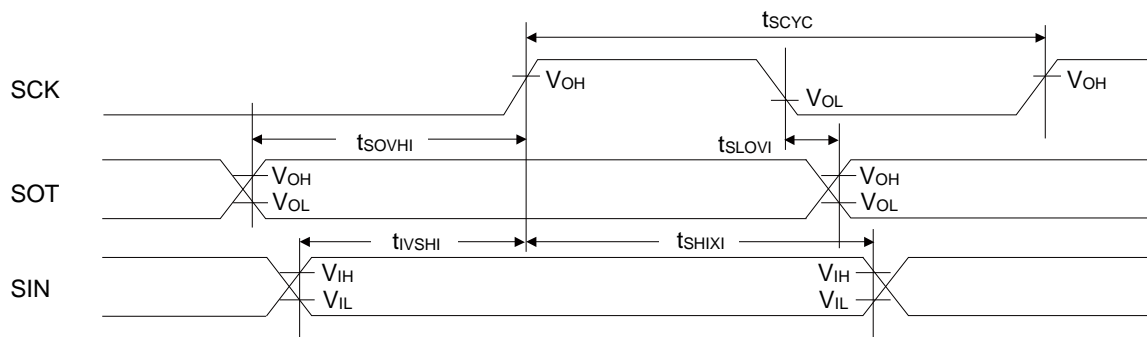 tSCYC
SCK
VOH
VOL
VOH
tSOVHI
tSLOVI
SOT
VOH
VOL
VOH
VOL
tIVSHI
tSHIXI
SIN
VIH
VIL
VIH
VIL